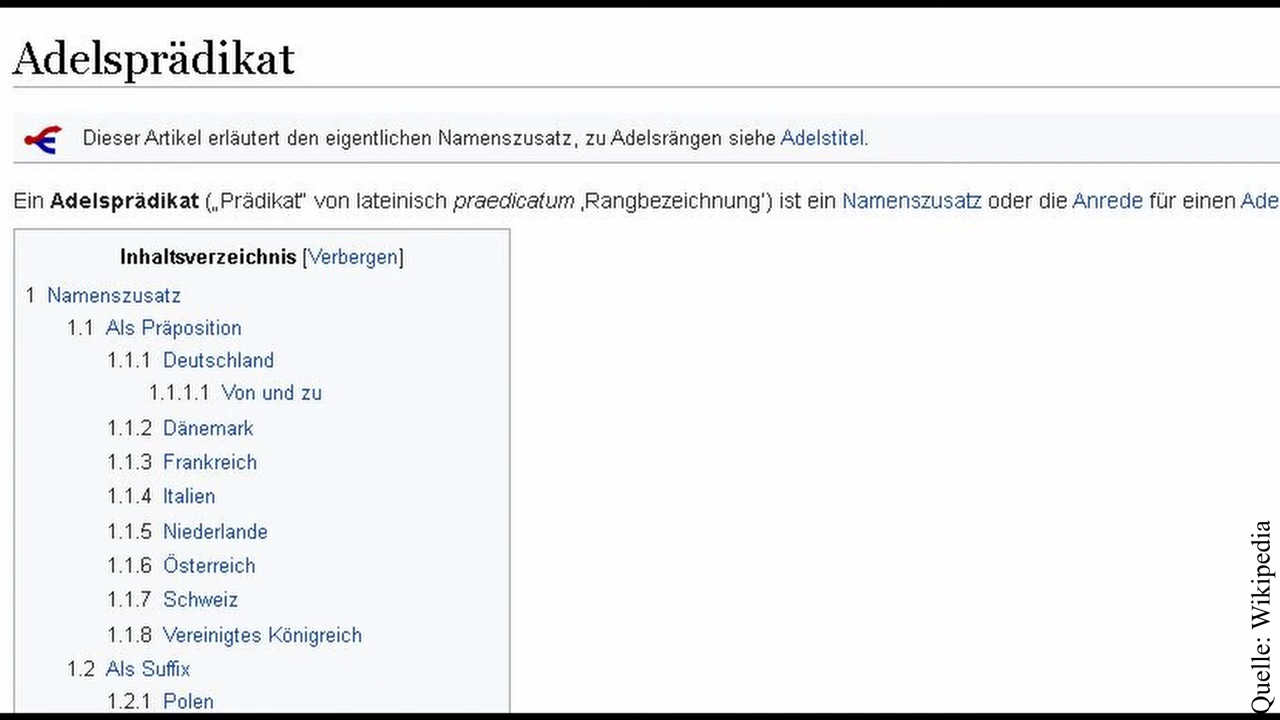 Adelsprädikat
Dieser Artikel erläutert den eigentlichen Namenszusatz, zu Adelsrängen siehe Adelstitel.
Ein Adelsprädikat („Prädikat“ von lateinisch praedicatum ‚Rangbezeichnung‘) ist ein Namenszusatz oder die Anrede für einen Ade
Inhaltsverzeichnis [Verbergen]
1 Namenszusatz
1.1 Als Präposition
1.1.1 Deutschland
1.1.1.1 Von und zu
1.1.2 Dänemark
1.1.3 Frankreich
1.1.4 Italien
1.1.5 Niederlande
1.1.6 Österreich
1.1.7 Schweiz
1.1.8 Vereinigtes Königreich
1.2 Als Suffix
1.2.1 Polen
Quelle: Wikipedia